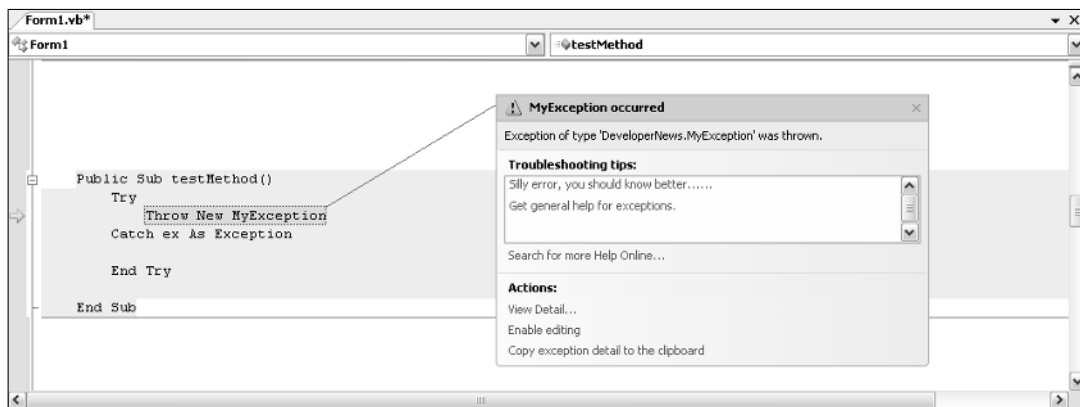 Form1.vb*
Form1
testMethod
MyException occurred
Exception of type 'DeveloperNews.MyException' was thrown.
Troubleshooting tips:
Silly error, you should know better......
Get general help for exceptions.
Search for more Help Online...
Actions:
View Detail...
Enable editing
Copy exception detail to the clipboard
Public Sub testMethod()
Try
Throw New MyException
Catch ex As Exception
End Try
End Sub